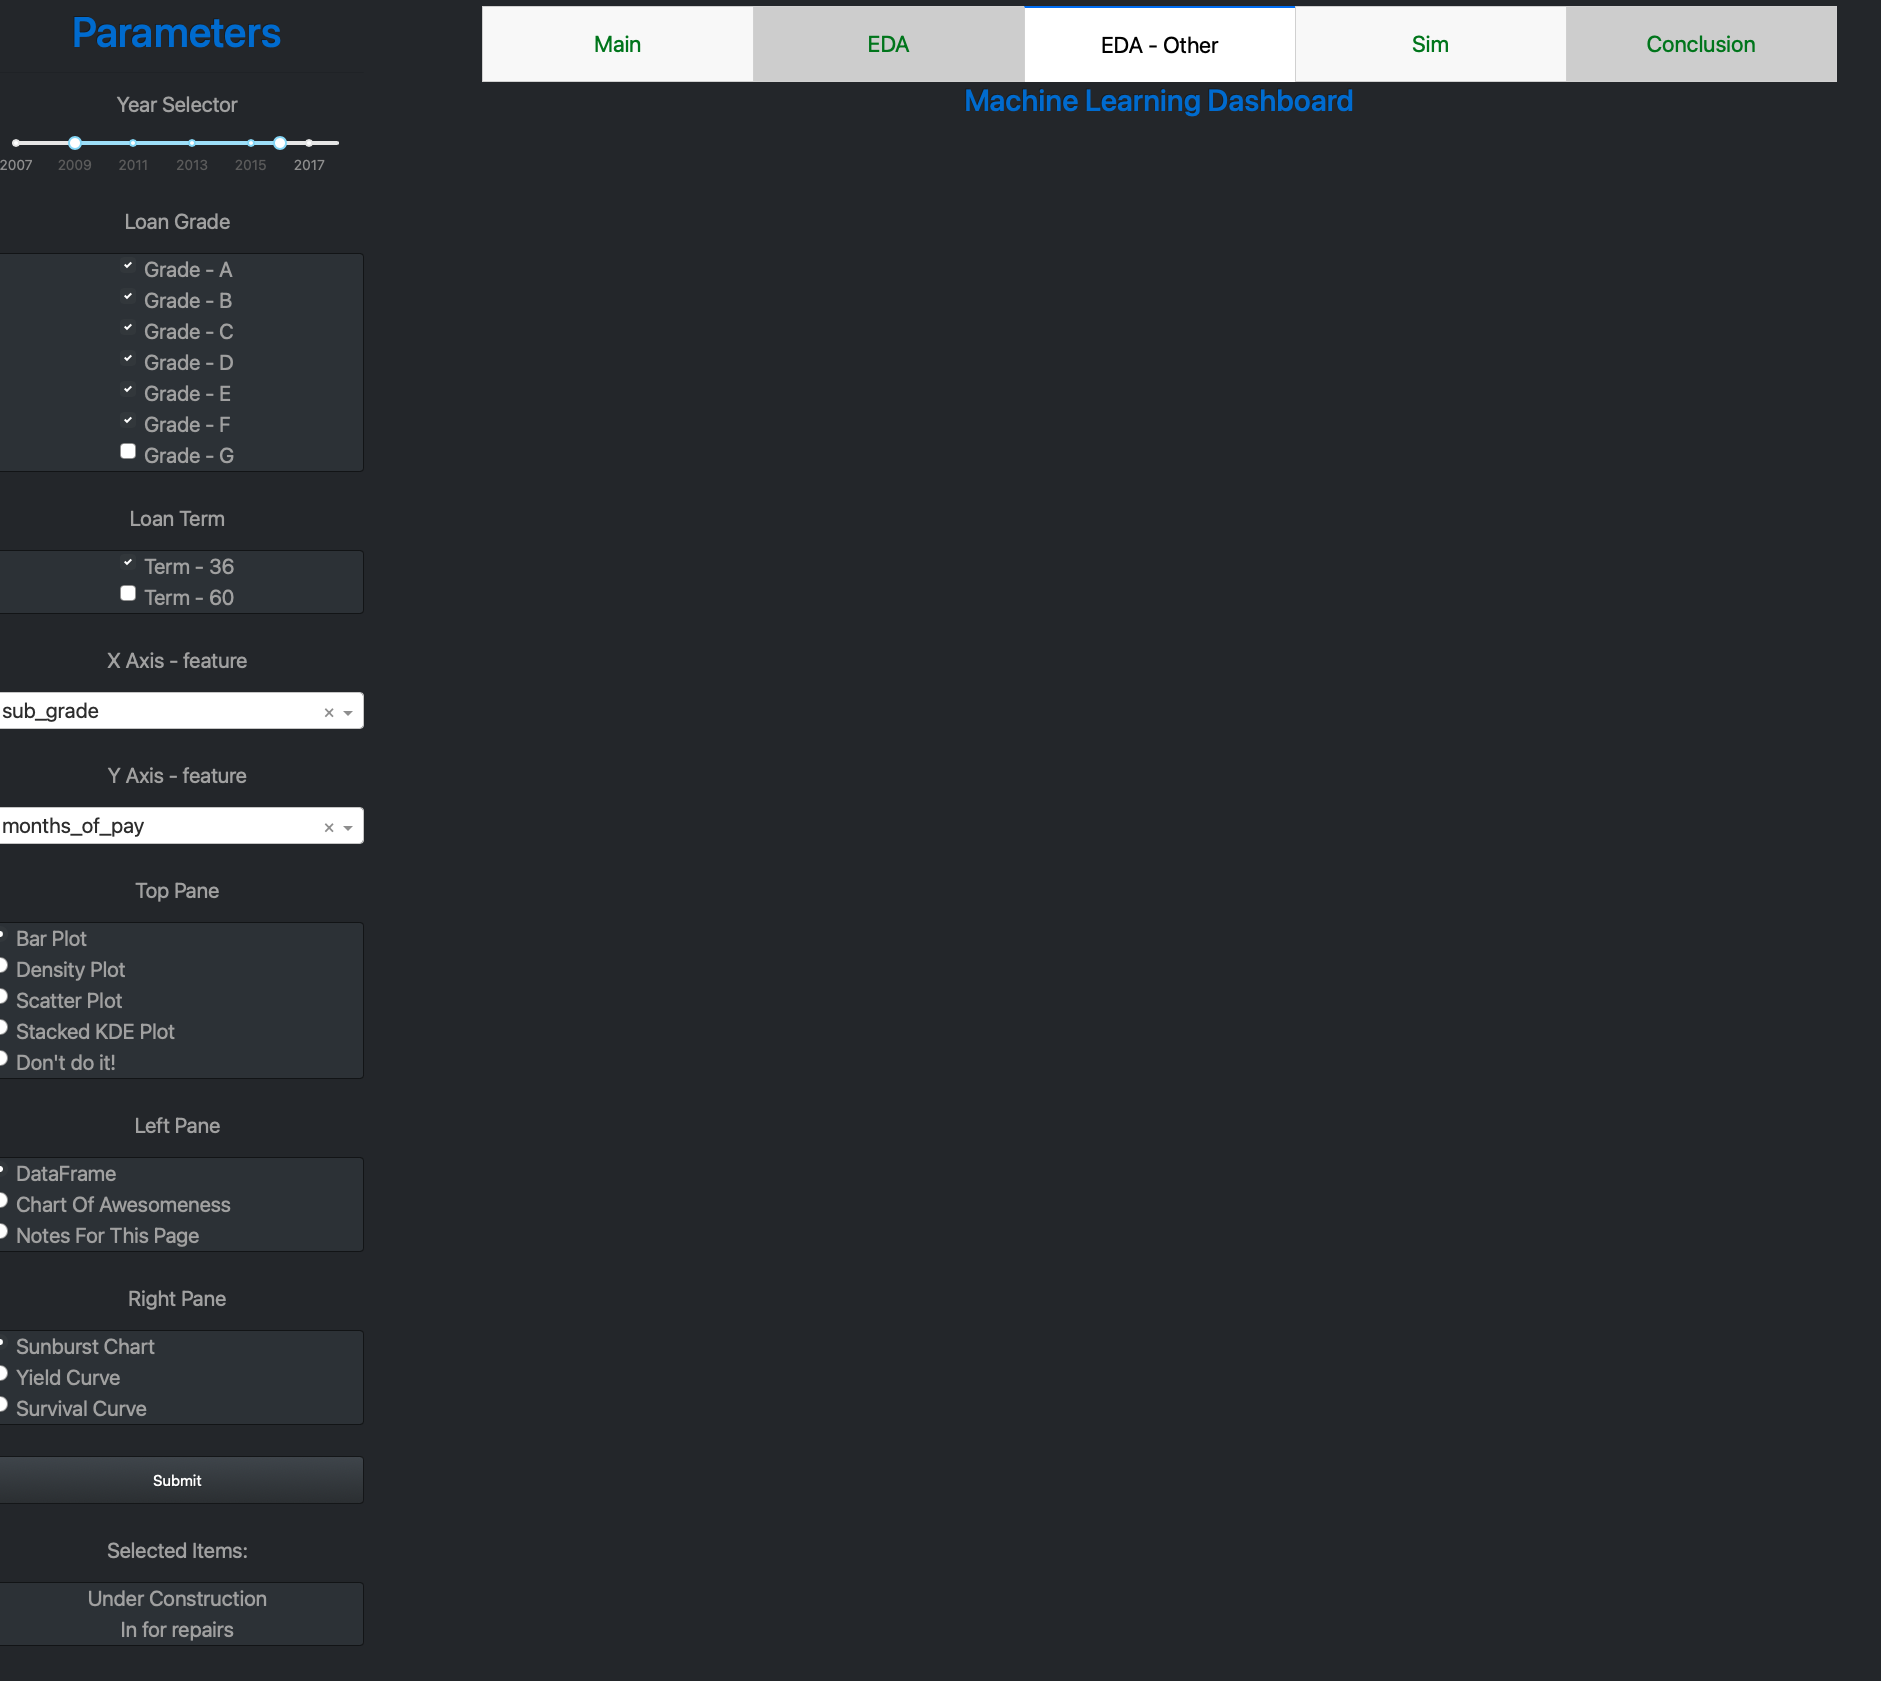 Parameters
Year Selector
2007 2009 2011 2013 2015 2017
Loan Grade
Grade - A
Grade - B
Grade - C
Grade - D
Grade - E
Grade - F
Grade - G
Loan Term
Term - 36
Term - 60
X Axis - feature
sub_grade
Y Axis - feature
months_of_pay
Top Pane
Bar Plot
Density Plot
Scatter Plot
Stacked KDE Plot
Don't do it!
Left Pane
DataFrame
Chart Of Awesomeness
Notes For This Page
Right Pane
Sunburst Chart
Yield Curve
Survival Curve
Submit
Selected Items:
Under Construction
In for repairs
Main EDA EDA - Other Sim Conclusion
Machine Learning Dashboard